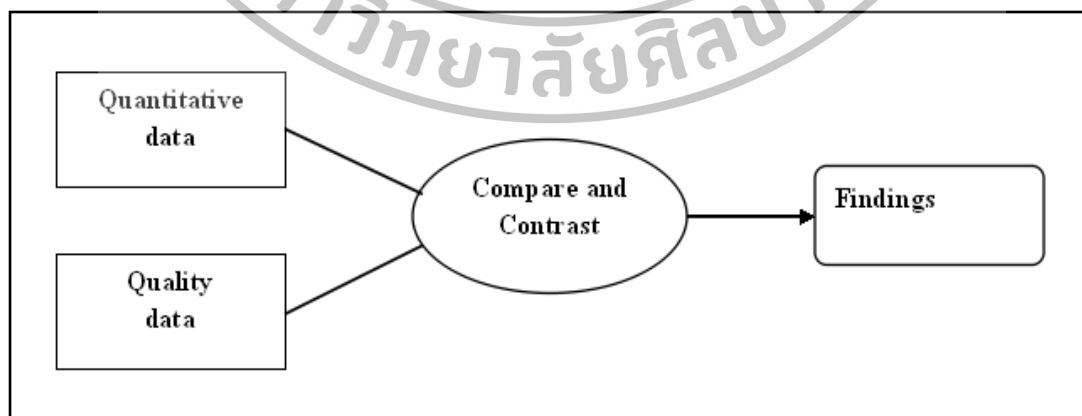 วิทยาลัยศิลป
Quantitative
data
Compare and
Contrast
Findings
Quality
data